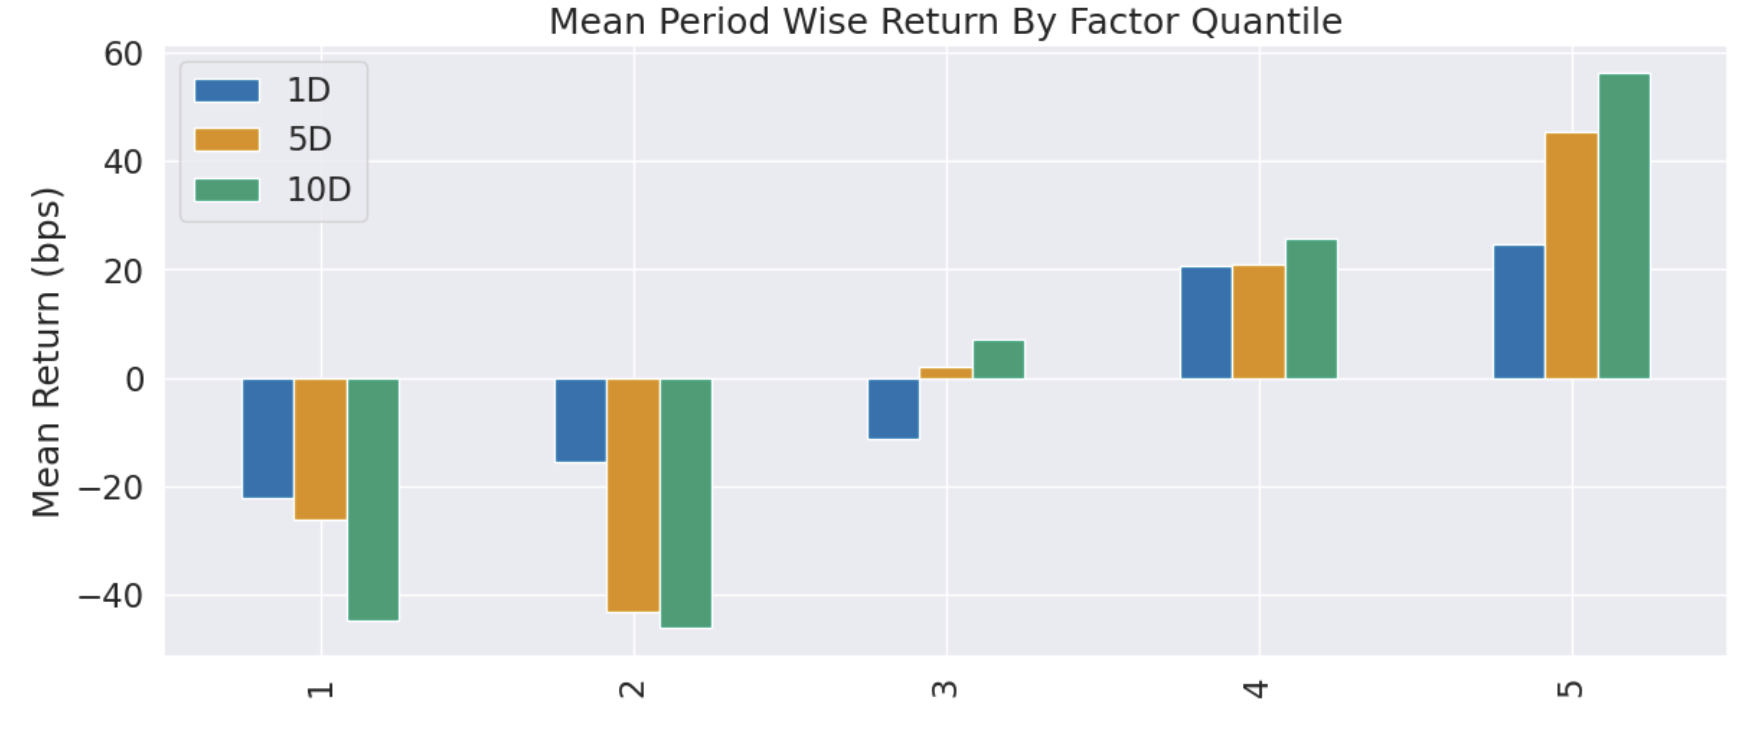 Mean Period Wise Return By Factor Quantile
60
40
20
0
−20
−40
Mean Return (bps)
1D
5D
10D
1
2
3
4
5